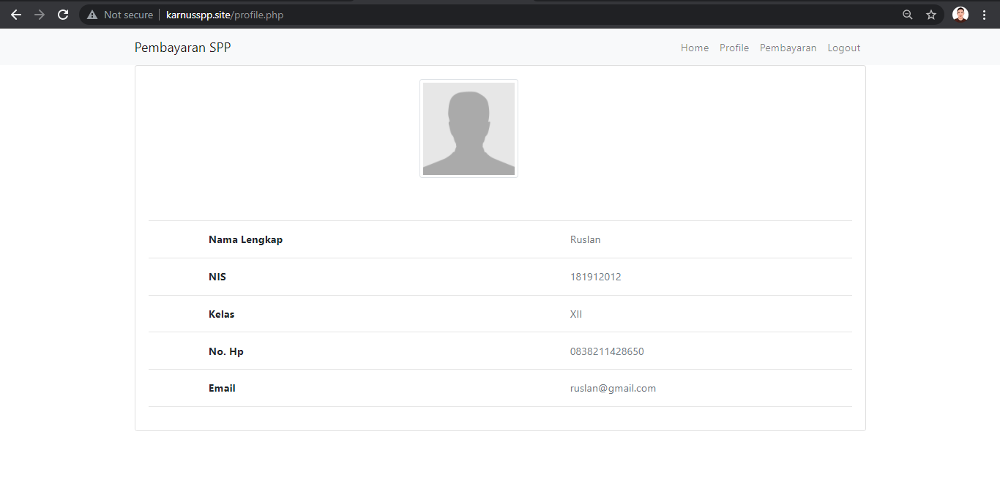 Not secure karnusspp.site/profile.php
Pembayaran SPP Home Profile Pembayaran Logout
Nama Lengkap Ruslan
NIS 181912012
Kelas XII
No. Hp 0838211428650
Email ruslan@gmail.com